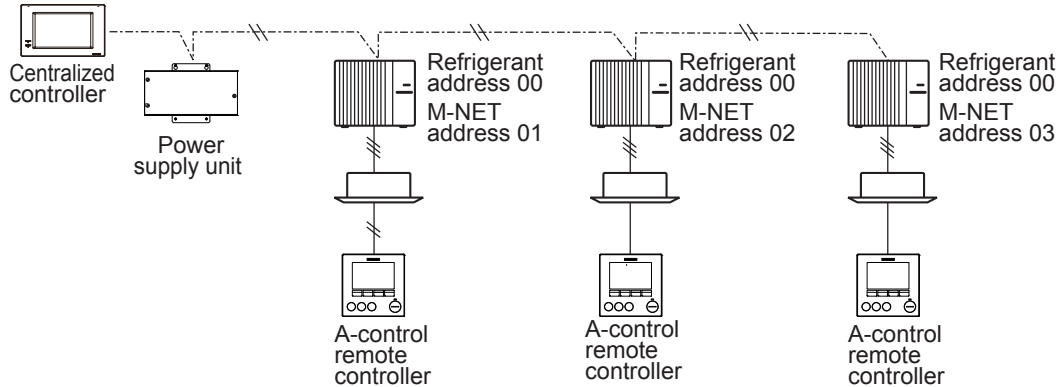 Centralized
controller
Power
supply unit
Refrigerant
address 00
M-NET
address 01
Refrigerant
address 00
M-NET
address 02
Refrigerant
address 00
M-NET
address 03
A-control
remote
controller
A-control
remote
controller
A-control
remote
controller